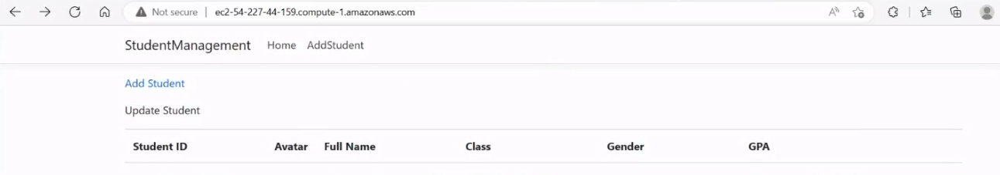 Not secure | ec2-54-227-44-159.compute-1.amazonaws.com
StudentManagement Home AddStudent
Add Student
Update Student
Student ID Avatar Full Name Class Gender GPA